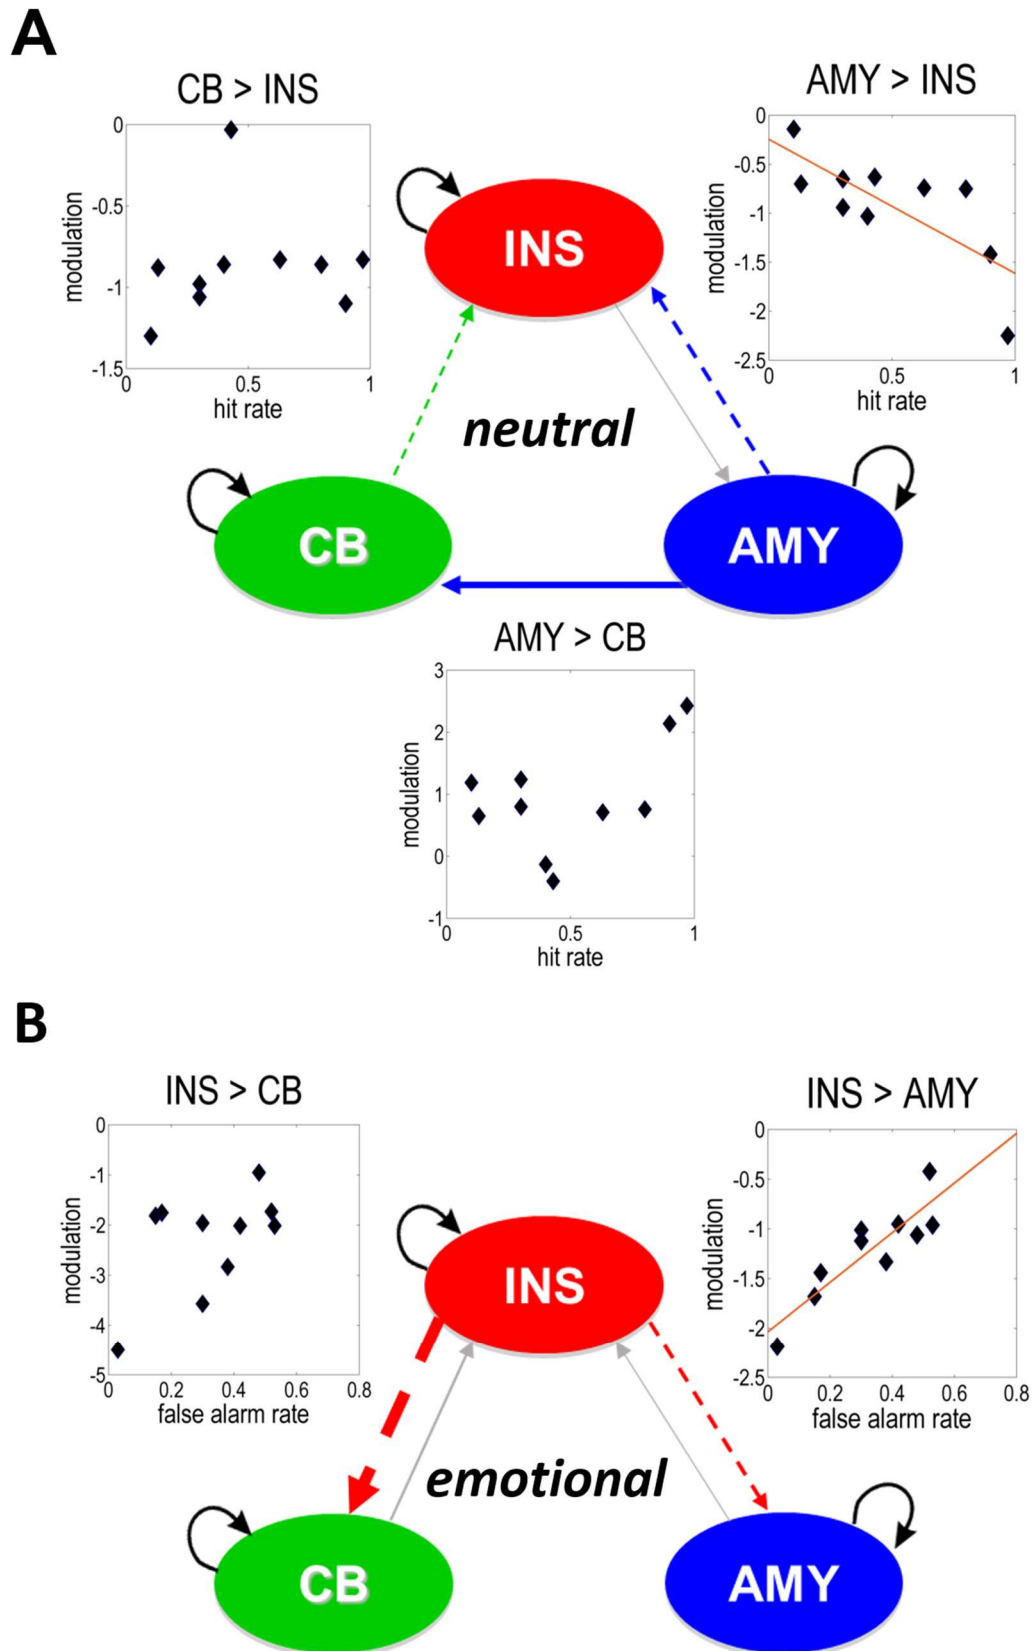 A
CB > INS
0
-0.5
-1
-1.5
modulation
0 0.5 1
hit rate
AMY > INS
0
-0.5
-1
-1.5
-2
-2.5
modulation
0 0.5 1
hit rate
INS
neutral
CB
AMY
AMY > CB
3
2
1
0
-1
modulation
0 0.5 1
hit rate
B
INS > CB
0
-1
-2
-3
-4
-5
modulation
0 0.2 0.4 0.6 0.8
false alarm rate
INS > AMY
0
-0.5
-1
-1.5
-2
-2.5
modulation
0 0.2 0.4 0.6 0.8
false alarm rate
INS
emotional
CB
AMY